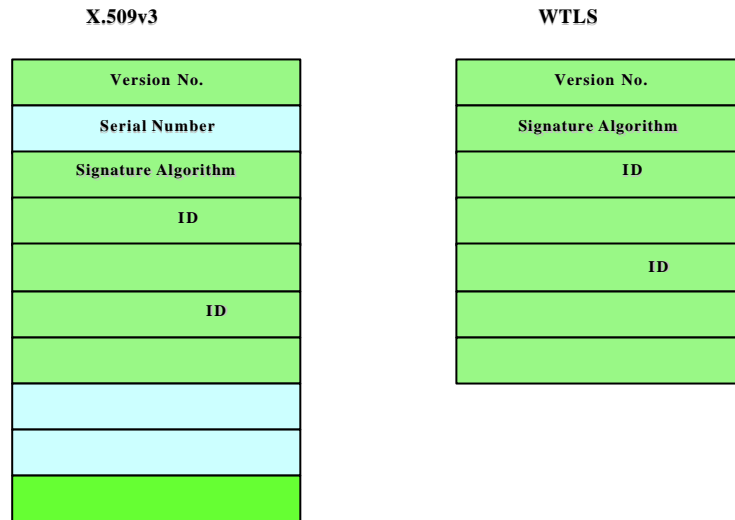 X.509v3
Version No.
Serial Number
Signature Algorithm
ID
ID
WTLS
Version No.
Signature Algorithm
ID
ID